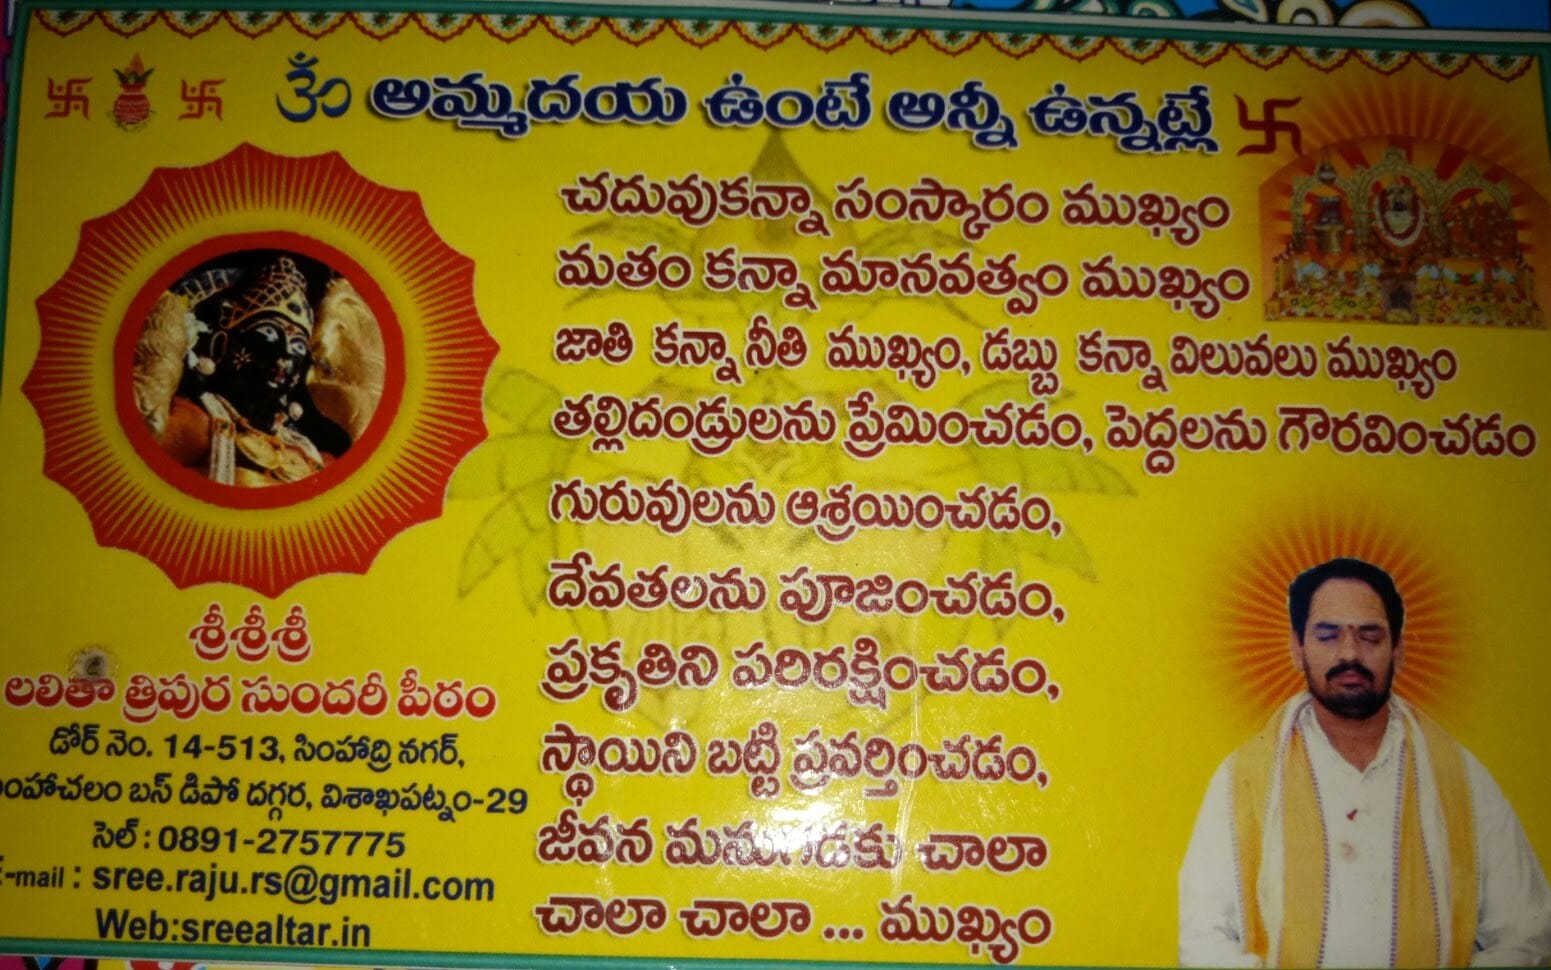 ॐ అమ్మదయ ఉంటే అన్నీ ఉన్నట్లే
చదువుకన్నా సంస్కారం ముఖ్యం
మతం కన్నా మానవత్వం ముఖ్యం
జాతి కన్నా నీతి ముఖ్యం, డబ్బు కన్నా విలువలు ముఖ్యం
తల్లిదండ్రులను ప్రేమించడం, పెద్దలను గౌరవించడం
గురువులను ఆశ్రయించడం,
దేవతలను పూజించడం,
ప్రకృతిని పరిరక్షించడం,
స్థాయిని బట్టి ప్రవర్తించడం,
జీవన మనుగడకు చాలా
చాలా చాలా ... ముఖ్యం
శ్రీశ్రీశ్రీ
లలితా త్రిపుర సుందరీ పీఠం
డోర్ నెం. 14-513, సింహాద్రి నగర్,
ంహాచలం బస్ డిపో దగ్గర, విశాఖపట్నం-29
సెల్ : 0891-2757775
E-mail : sree.raju.rs@gmail.com
Web:sreealtar.in